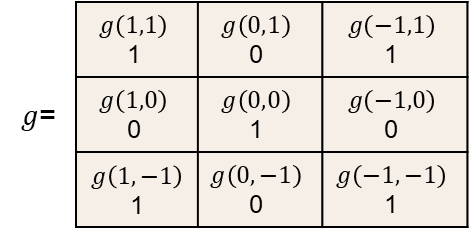 g(1,1) g(0,1) g(−1,1)
1 0 1
g= g(1,0) g(0,0) g(−1,0)
0 1 0
g(1,−1) g(0,−1) g(−1,−1)
1 0 1